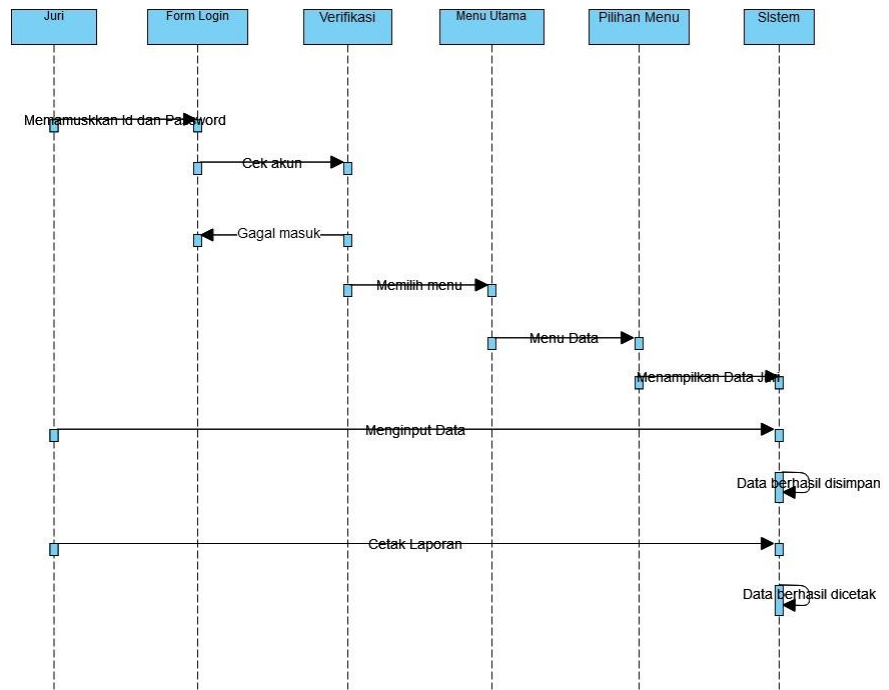 Juri
Form Login
Verifikasi
Menu Utama
Pilihan Menu
SIstem
Memamuskkan Id dan Password
Cek akun
Gagal masuk
Memilih menu
Menu Data
Menampilkan Data Juri
Menginput Data
Data berhasil disimpan
Cetak Laporan
Data berhasil dicetak